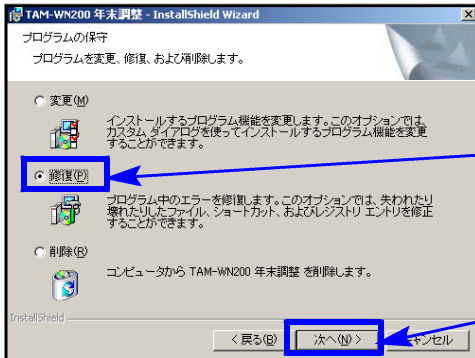 TAM-WN200 年末調整 - InstallShield Wizard
プログラムの保守
プログラムを変更、修復、および削除します。
変更(M)
インストールするプログラム機能を変更します。このオプションでは、
カスタム ダイアログを使ってインストールするプログラム機能を変更
することができます。
修復(P)
プログラム中のエラーを修復します。このオプションでは、失われたり
壊れたりしたファイル、ショートカット、およびレジストリ エントリを修正
することができます。
削除(R)
コンピュータから TAM-WN200 年末調整 を削除します。
InstallShield
< 戻る(B)
次へ(N) >
キャンセル